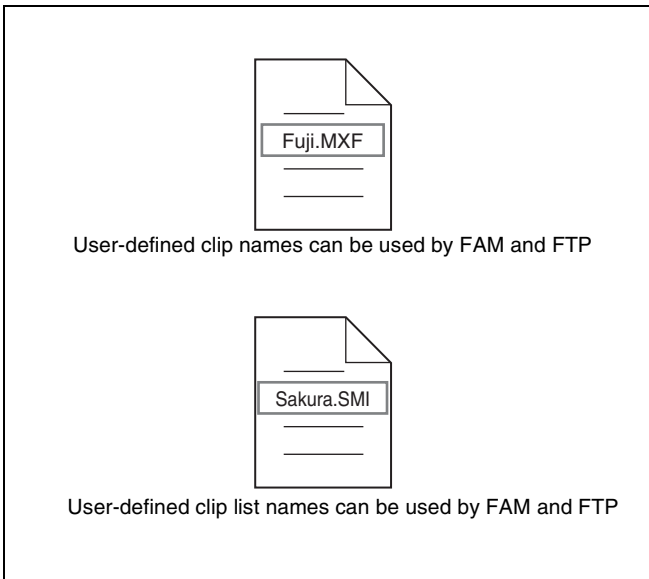 Fuji.MXF
User-defined clip names can be used by FAM and FTP
Sakura.SMI
User-defined clip list names can be used by FAM and FTP